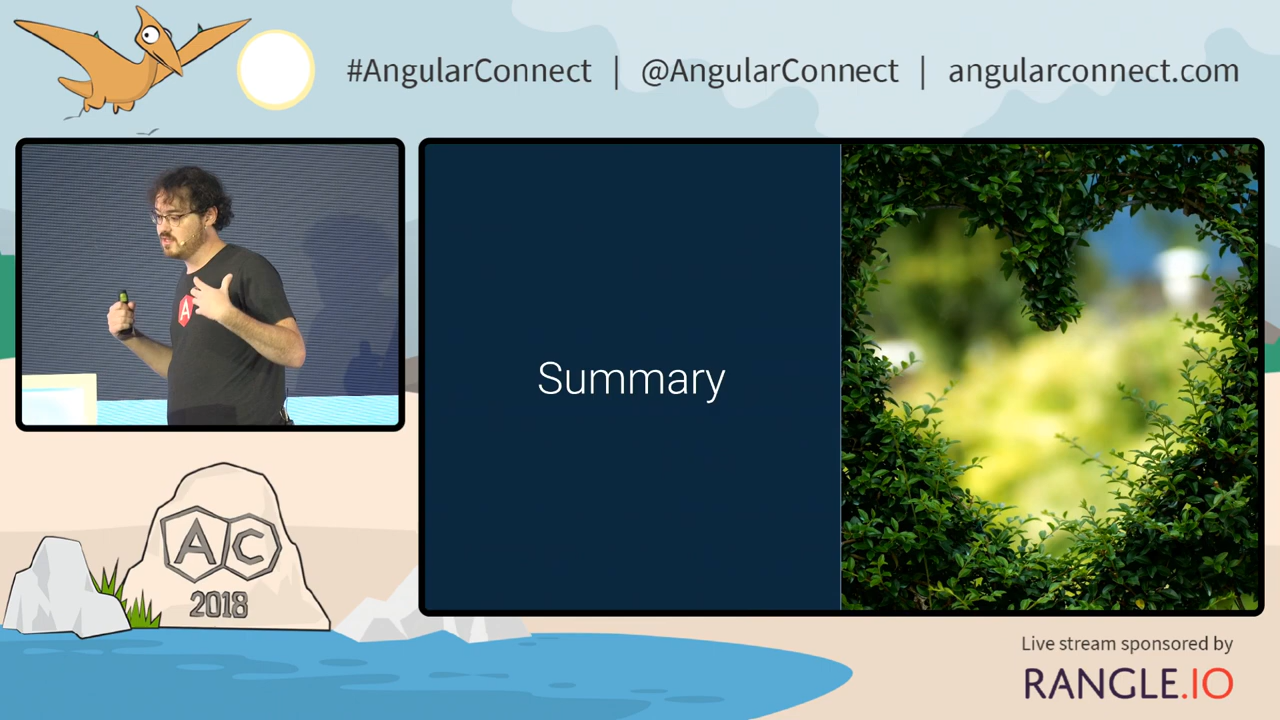 #AngularConnect | @AngularConnect | angularconnect.com
A
Summary
AC
2018
Live stream sponsored by
RANGLE.IO